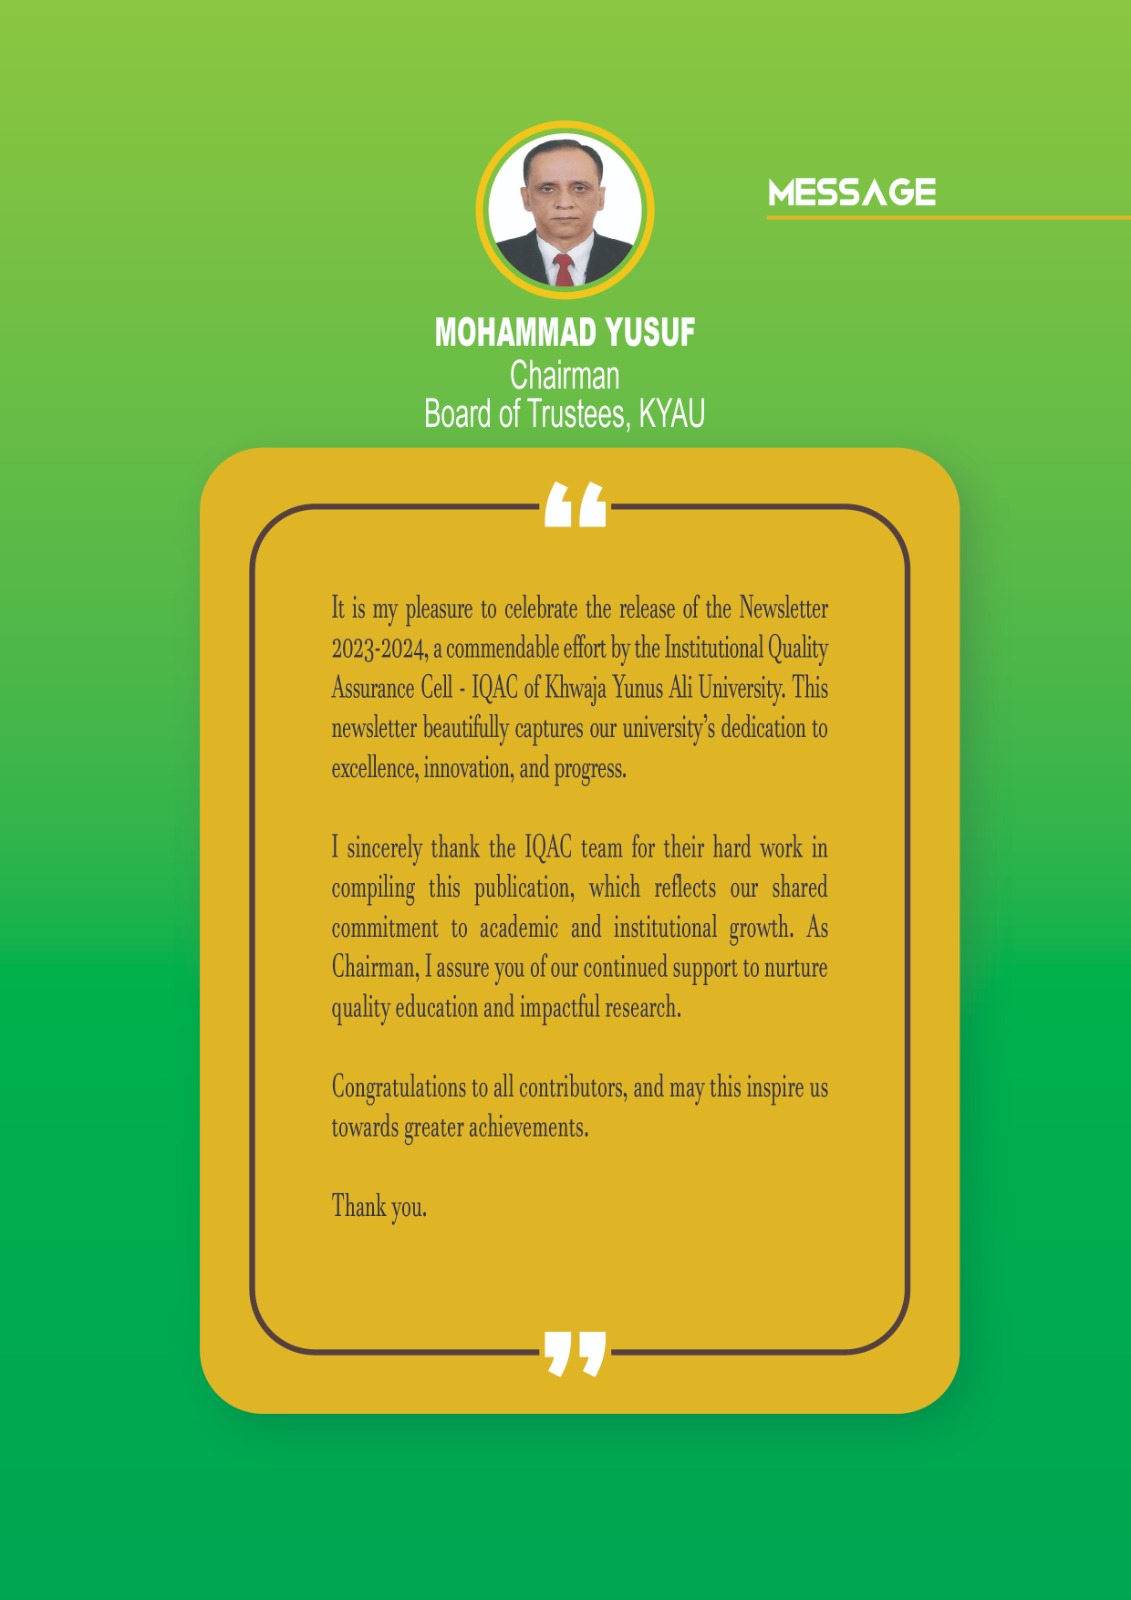 MESSAGE
MOHAMMAD YUSUF
Chairman
Board of Trustees, KYAU
“
It is my pleasure to celebrate the release of the Newsletter
2023-2024, a commendable effort by the Institutional Quality
Assurance Cell - IQAC of Khwaja Yunus Ali University. This
newsletter beautifully captures our university’s dedication to
excellence, innovation, and progress.
I sincerely thank the IQAC team for their hard work in
compiling this publication, which reflects our shared
commitment to academic and institutional growth. As
Chairman, I assure you of our continued support to nurture
quality education and impactful research.
Congratulations to all contributors, and may this inspire us
towards greater achievements.
Thank you.
”